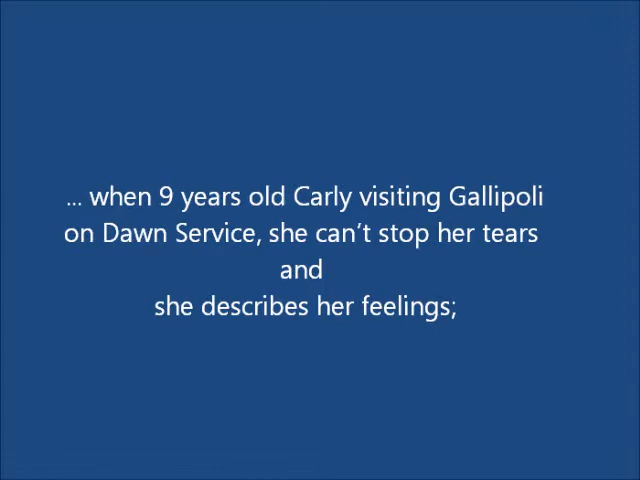 ... when 9 years old Carly visiting Gallipoli
on Dawn Service, she can't stop her tears
and
she describes her feelings;